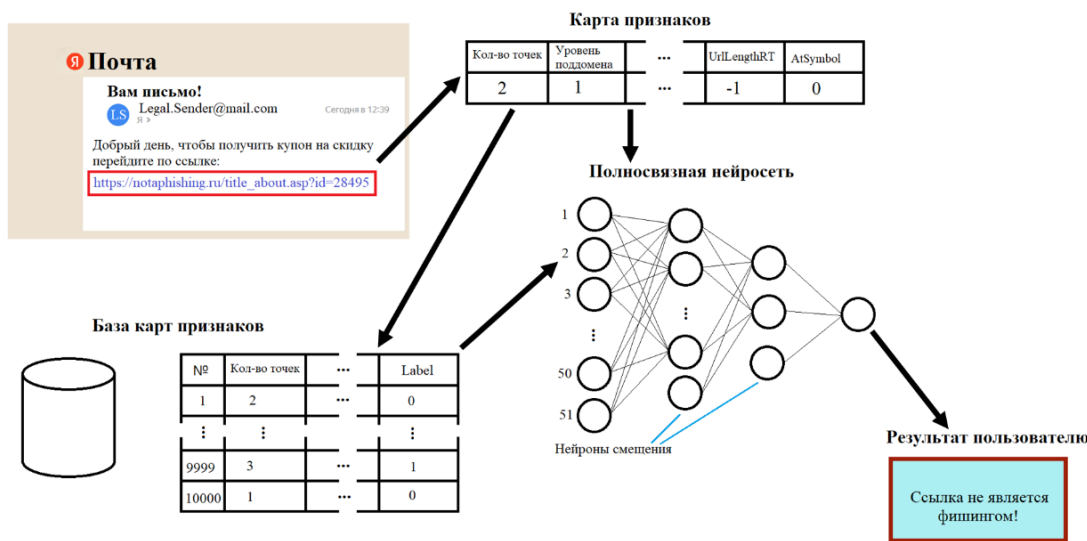 Карта признаков
Кол-во точек
Уровень
поддомена
...
UrlLengthRT
AtSymbol
2
1
...
-1
0
Я Почта
Вам письмо!
LS
Legal.Sender@mail.com
Сегодня в 12:39
Я
Добрый день, чтобы получить купон на скидку
перейдите по ссылке:
https://notaphishing.ru/title_about.asp?id=28495
Полносвязная нейросеть
1
2
3
...
50
51
...
Нейроны смещения
База карт признаков
№
Кол-во точек
...
Label
1
2
...
0
9999
3
...
1
10000
1
...
0
Результат пользователю
Ссылка не является
фишингом!